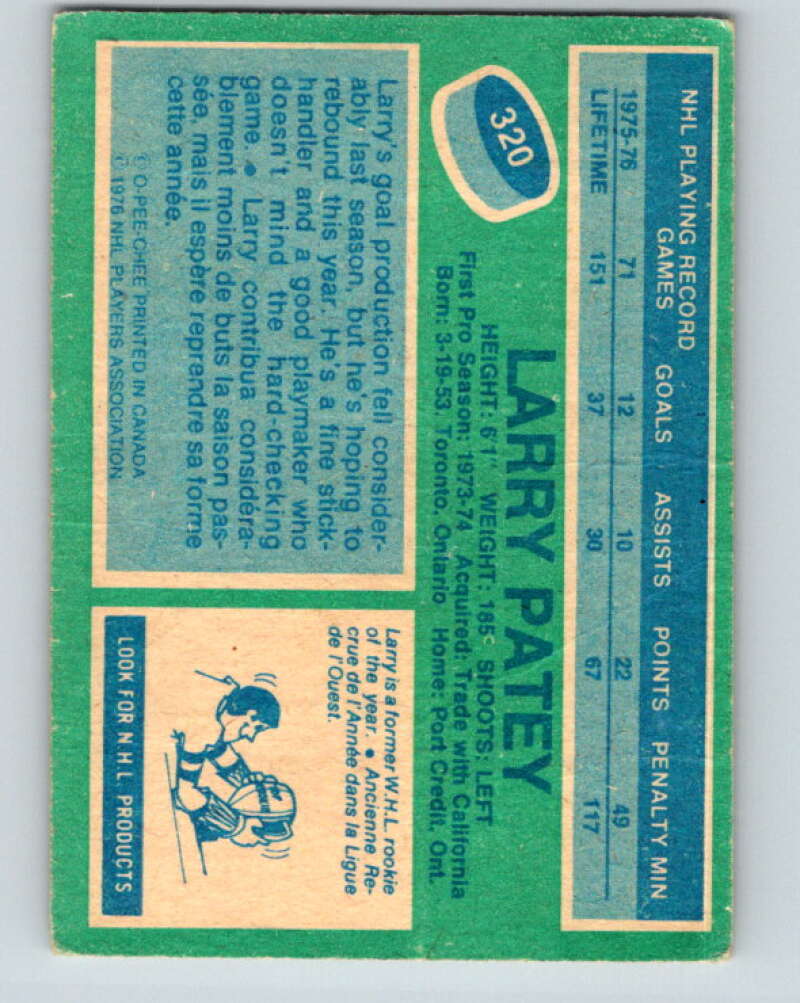 NHL PLAYING RECORD
GAMES GOALS ASSISTS POINTS PENALTY MIN
1975-76 71 12 10 22 49
LIFETIME 151 37 30 67 117
320
LARRY PATEY
HEIGHT: 6'1" WEIGHT: 185 SHOOTS: LEFT
First Pro Season: 1973-74 Acquired: Trade with California
Born: 3-19-53, Toronto, Ontario Home: Port Credit, Ont.
Larry's goal production fell consider-
ably last season, but he's hoping to
rebound this year. He's a fine stick-
handler and a good playmaker who
doesn't mind the hard-checking
game. • Larry contribua considéra-
blement moins de buts la saison pas-
sée, mais il espère reprendre sa forme
cette année.
© O-PEE-CHEE PRINTED IN CANADA
© 1976 NHL PLAYERS ASSOCIATION
Larry is a former W.H.L. rookie
of the year. • Ancienne Re-
crue de l'Année dans la Ligue
de l'Ouest.
LOOK FOR N.H.L. PRODUCTS